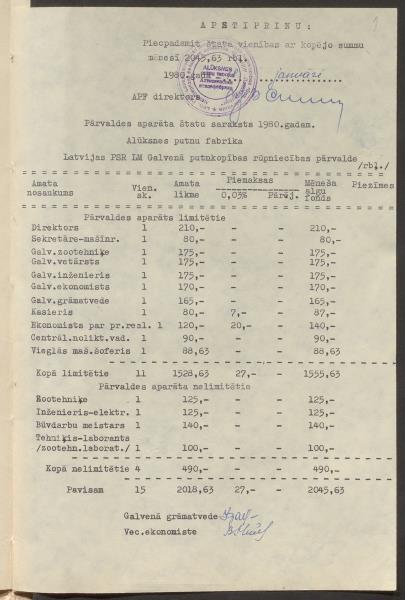 1
APSTIPRINU:
Piecpadsmit štata vienības ar kopējo summu
mēnesī 2045,63 rbl.
1980.gada janvārī
APF direktors
ALŪKSNES
Pārvaldes aparāta štatu saraksts 1980.gadam.
Alūksnes putnu fabrika
Latvijas PSR LM Galvenā putnkopības rūpniecības pārvalde
/rbl./
Amata nosaukums Vien. sk. Amata likme Piemaksas 0,03% Pārēj. Mēneša algu fonds Piezīmes
Pārvaldes aparāts limitētie
Direktors 1 210,- - - 210,-
Sekretāre-mašīnr. 1 80,- - - 80,-
Galv.zootehniķe 1 175,- - - 175,-
Galv.vetārsts 1 175,- - - 175,-
Galv.inženieris 1 175,- - - 175,-
Galv.ekonomists 1 170,- - - 170,-
Galv.grāmatvede 1 165,- - - 165,-
Kasieris 1 80,- 7,- - 87,-
Ekonomists par pr.real. 1 120,- 20,- - 140,-
Centrāl.nolikt.vad. 1 90,- - - 90,-
Vieglās maš.šoferis 1 88,63 - - 88,63
Kopā limitētie 11 1528,63 27,- - 1555,63
Pārvaldes aparāta nelimitētie
Zootehniķe 1 125,- - - 125,-
Inženieris-elektr. 1 125,- - - 125,-
Būvdarbu meistars 1 140,- - - 140,-
Tehniķis-laborants
/zootehn.laborat./ 1 100,- - - 100,-
Kopā nelimitētie 4 490,- - - 490,-
Pavisam 15 2018,63 27,- - 2045,63
Galvenā grāmatvede
Vec.ekonomiste